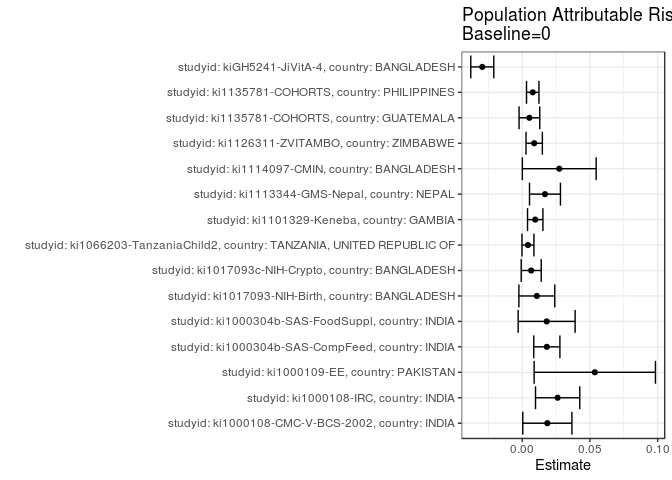 Population Attributable Ris
Baseline=0
studyid: kiGH5241-JiVitA-4, country: BANGLADESH
studyid: ki1135781-COHORTS, country: PHILIPPINES
studyid: ki1135781-COHORTS, country: GUATEMALA
studyid: ki1126311-ZVITAMBO, country: ZIMBABWE
studyid: ki1114097-CMIN, country: BANGLADESH
studyid: ki1113344-GMS-Nepal, country: NEPAL
studyid: ki1101329-Keneba, country: GAMBIA
studyid: ki1066203-TanzaniaChild2, country: TANZANIA, UNITED REPUBLIC OF
studyid: ki1017093c-NIH-Crypto, country: BANGLADESH
studyid: ki1017093-NIH-Birth, country: BANGLADESH
studyid: ki1000304b-SAS-FoodSuppl, country: INDIA
studyid: ki1000304b-SAS-CompFeed, country: INDIA
studyid: ki1000109-EE, country: PAKISTAN
studyid: ki1000108-IRC, country: INDIA
studyid: ki1000108-CMC-V-BCS-2002, country: INDIA
0.00 0.05 0.10
Estimate